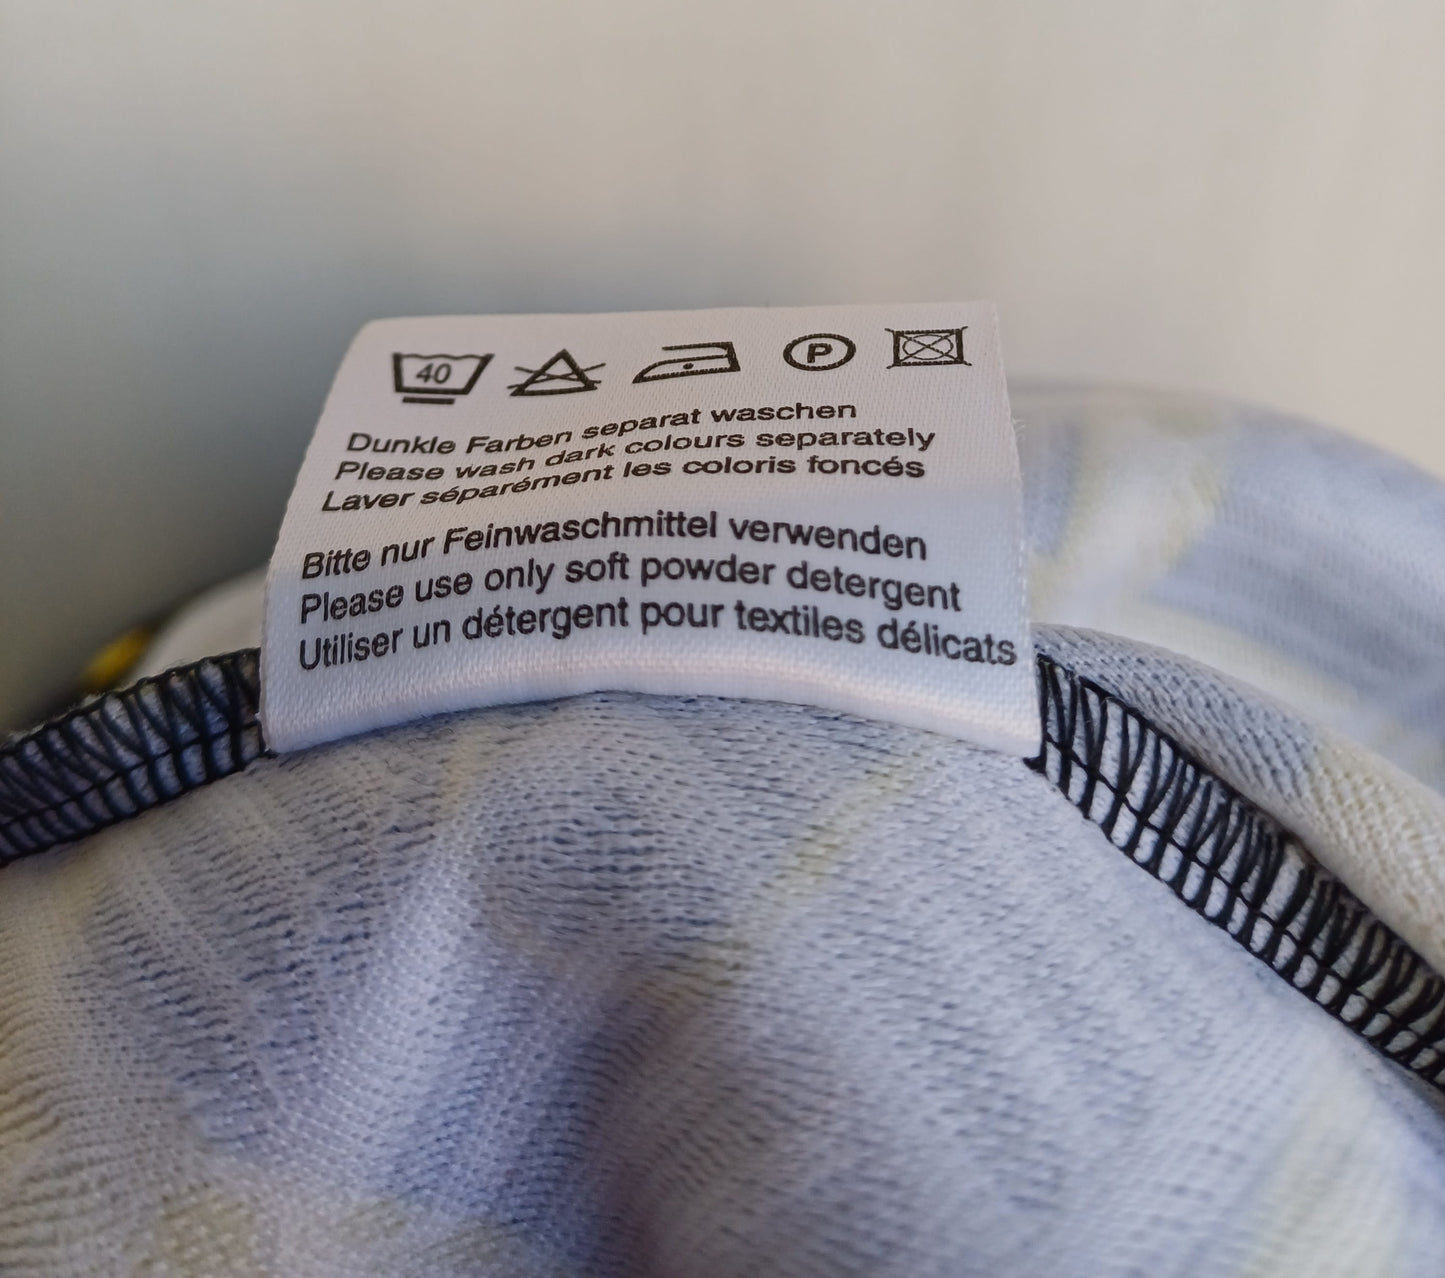 40 P
Dunkle Farben separat waschen
Please wash dark colours separately
Laver séparément les coloris foncés
Bitte nur Feinwaschmittel verwenden
Please use only soft powder detergent
Utiliser un détergent pour textiles délicats